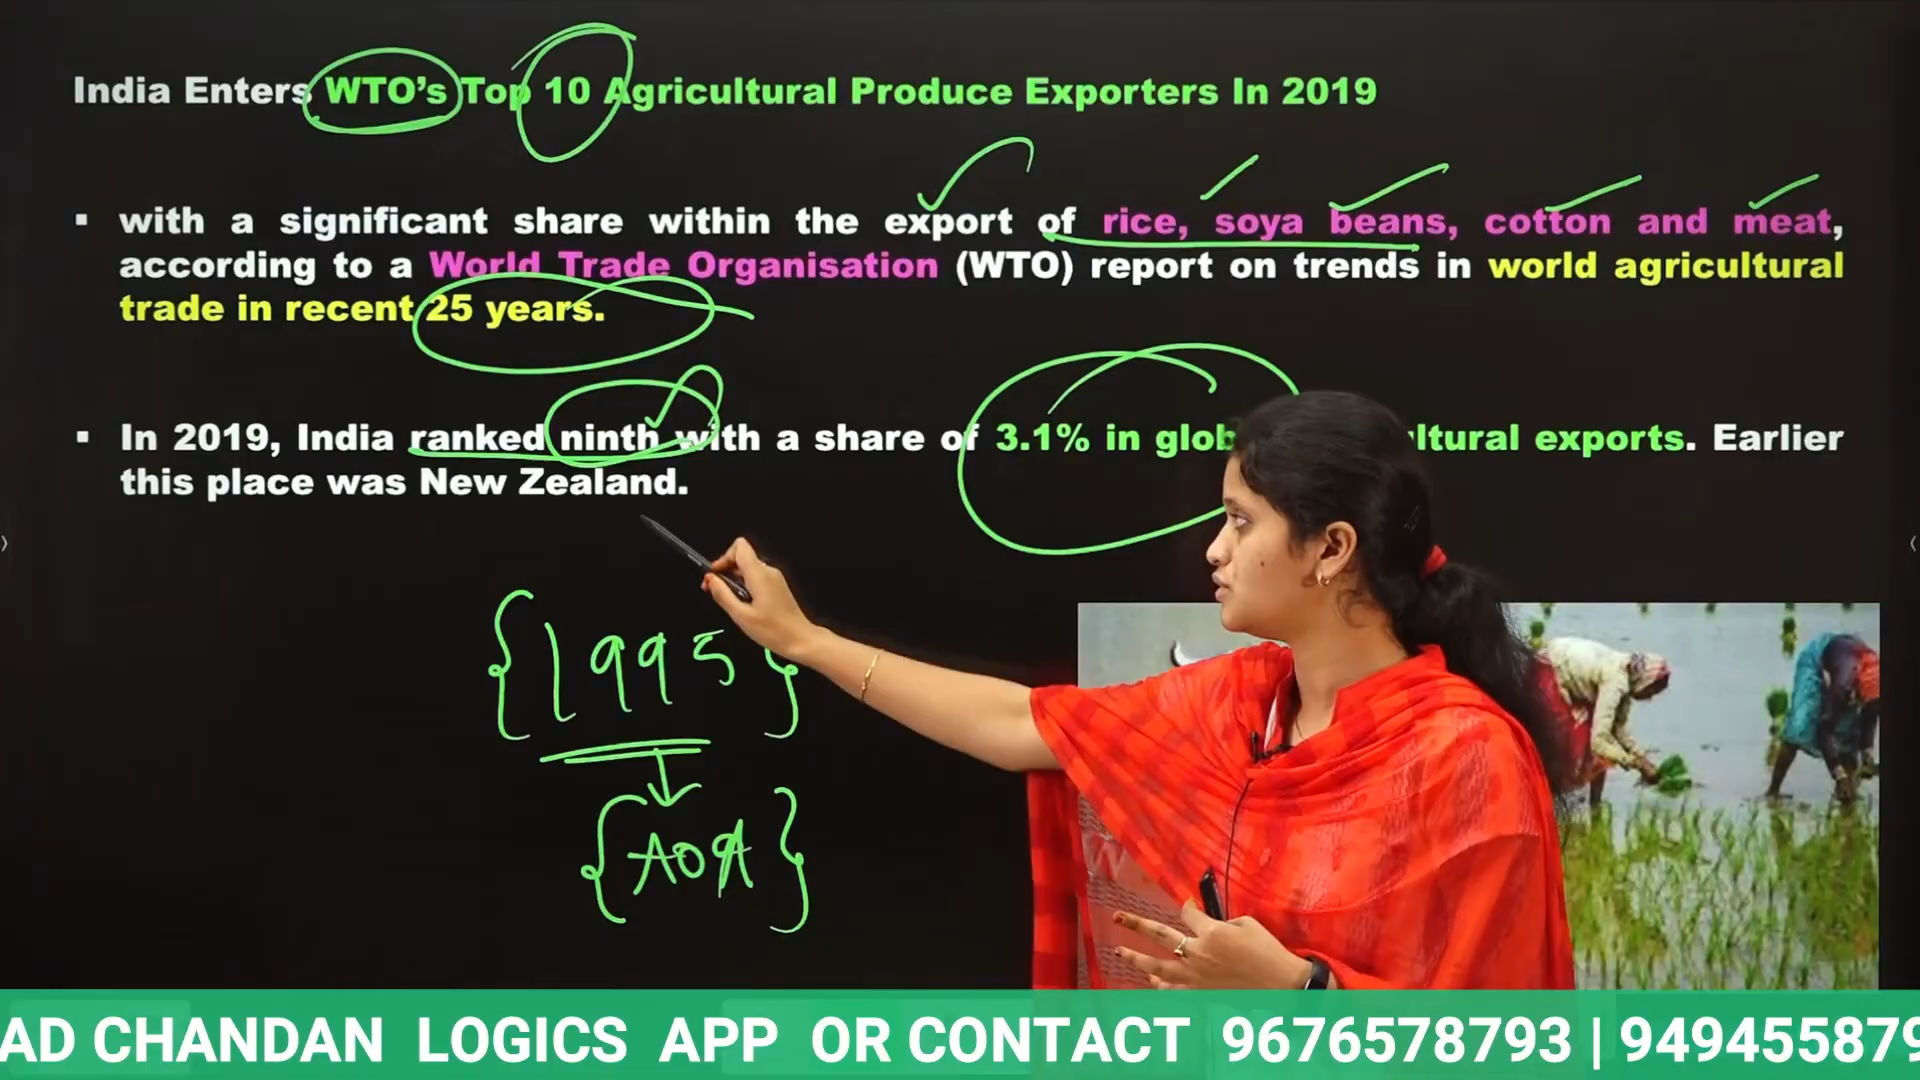 India Enters WTO's Top 10 Agricultural Produce Exporters In 2019
▪ with a significant share within the export of rice, soya beans, cotton and meat,
according to a World Trade Organisation (WTO) report on trends in world agricultural
trade in recent 25 years.
▪ In 2019, India ranked ninth with a share of 3.1% in glob ltural exports. Earlier
this place was New Zealand.
{1995}
{AOA}
AD CHANDAN LOGICS APP OR CONTACT 9676578793 | 949455879